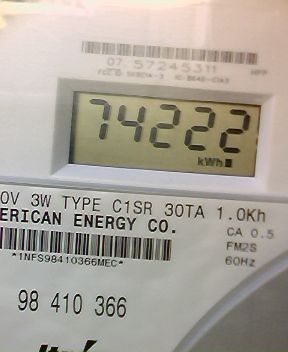 07 57245311
74222
kWh
0V 3W TYPE C1SR 30TA 1.0Kh
ERICAN ENERGY CO.
CA 0.5
FM2S
60Hz
*1NFS98410366MEC*
98 410 366